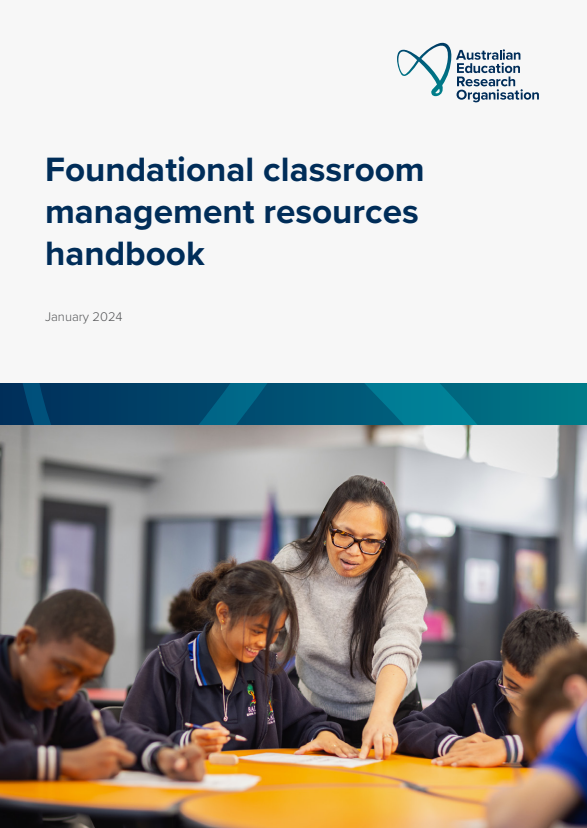 Australian
Education
Research
Organisation
Foundational classroom
management resources
handbook
January 2024